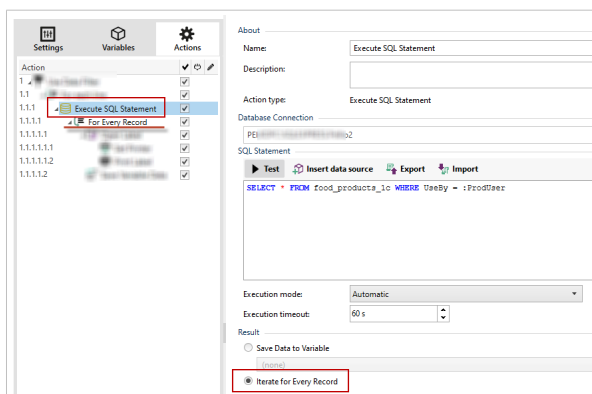 Settings
Variables
Actions
Action
1
1.1
1.1.1 Execute SQL Statement
1.1.1.1 For Every Record
1.1.1.1.1
1.1.1.1.1.1
1.1.1.1.1.2
1.1.1.1.2
About
Name: Execute SQL Statement
Description:
Action type: Execute SQL Statement
Database Connection
SQL Statement
Test Insert data source Export Import
SELECT * FROM food_products_lc WHERE UseBy = :ProdUser
Execution mode: Automatic
Execution timeout: 60 s
Result
Save Data to Variable
(none)
Iterate for Every Record